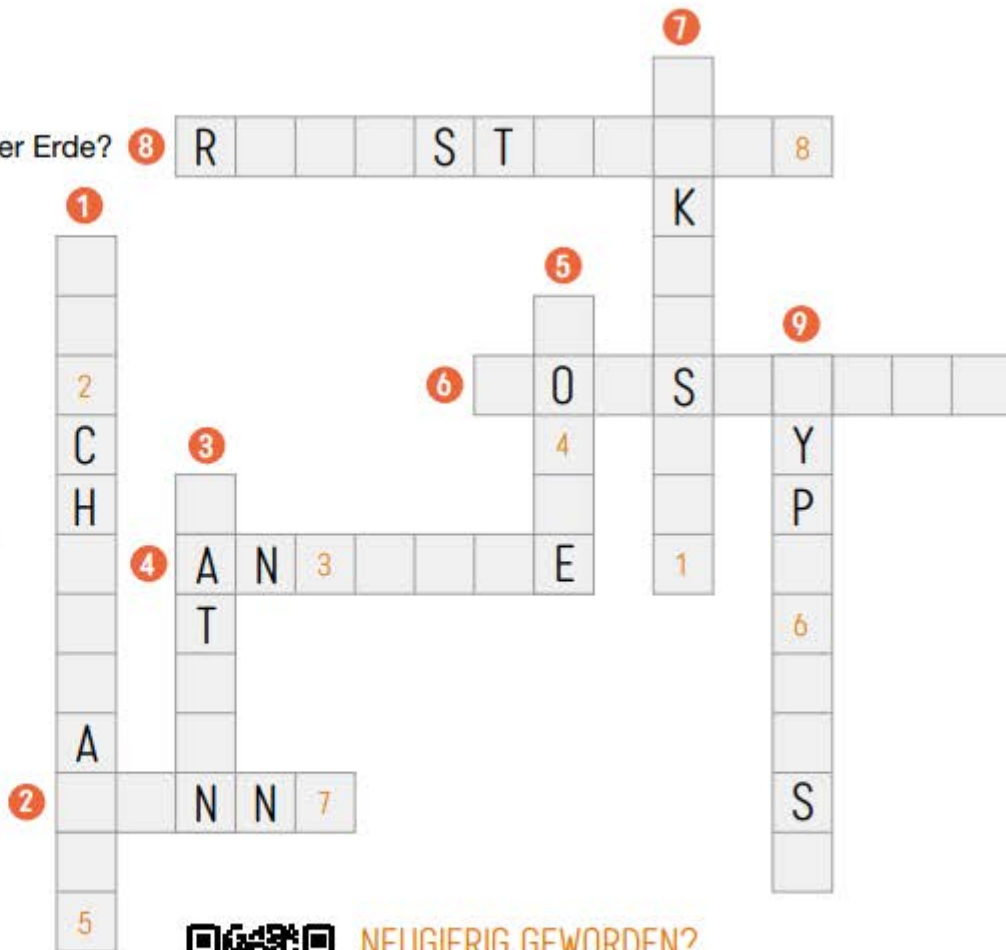 7
er Erde? 8 R S T 8
1
K
5
9
2
6 O S
C 3 4 Y
H P
4 A N 3 E 1
T 6
A
2 N N 7 S
5
NEUGIERIG GEWORDEN?